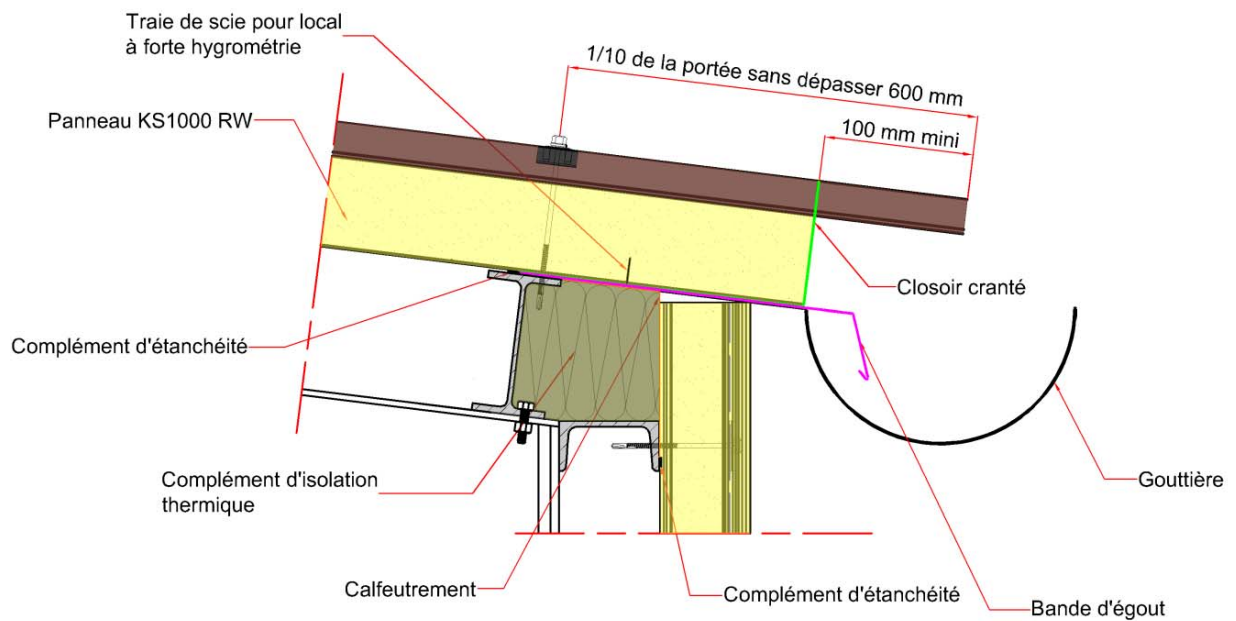 Traie de scie pour local
à forte hygrométrie
1/10 de la portée sans dépasser 600 mm
Panneau KS1000 RW
100 mm mini
Closoir cranté
Complément d'étanchéité
Complément d'isolation
thermique
Gouttière
Calfeutrement
Complément d'étanchéité
Bande d'égout